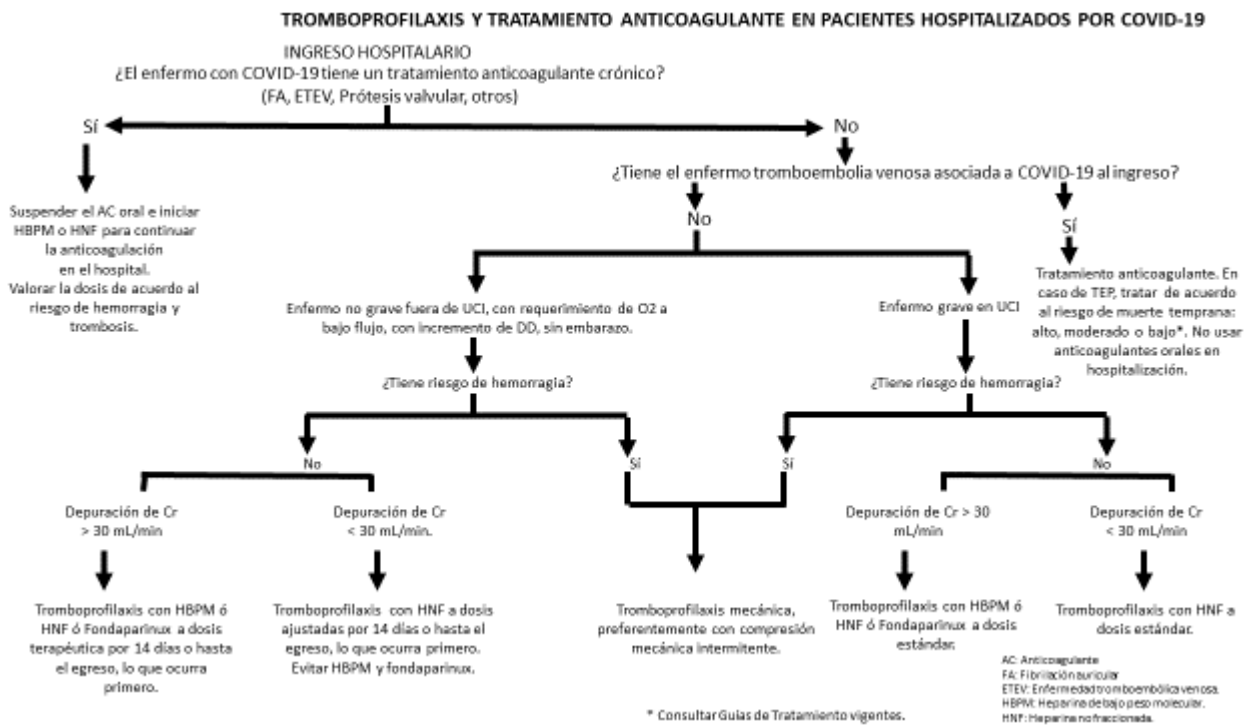 TROMBOPROFILAXIS Y TRATAMIENTO ANTICOAGULANTE EN PACIENTES HOSPITALIZADOS POR COVID-19
INGRESO HOSPITALARIO
¿El enfermo con COVID-19 tiene un tratamiento anticoagulante crónico?
(FA, ETEV, Prótesis valvular, otros)
Sí
No
¿Tiene el enfermo tromboembolia venosa asociada a COVID-19 al ingreso?
Suspender el AC oral e iniciar
HBPM o HNF para continuar
la anticoagulación
en el hospital.
Valorar la dosis de acuerdo al
riesgo de hemorragia y
trombosis.
No
Sí
Tratamiento anticoagulante. En
caso de TEP, tratar de acuerdo
al riesgo de muerte temprana:
alto, moderado o bajo*. No usar
anticoagulantes orales en
hospitalización.
Enfermo no grave fuera de UCI, con requerimiento de O2 a
bajo flujo, con incremento de DD, sin embarazo.
Enfermo grave en UCI
¿Tiene riesgo de hemorragia?
¿Tiene riesgo de hemorragia?
No
Sí
Sí
No
Depuración de Cr
> 30 mL/min
Depuración de Cr
< 30 mL/min.
Depuración de Cr > 30
mL/min
Depuración de Cr
< 30 mL/min
Tromboprofilaxis con HBPM ó
HNF ó Fondaparinux a dosis
terapéutica por 14 días o hasta
el egreso, lo que ocurra
primero.
Tromboprofilaxis con HNF a dosis
ajustadas por 14 días o hasta el
egreso, lo que ocurra primero.
Evitar HBPM y fondaparinux.
Tromboprofilaxis mecánica,
preferentemente con compresión
mecánica intermitente.
Tromboprofilaxis con HBPM ó
HNF ó Fondaparinux a dosis
estándar.
Tromboprofilaxis con HNF a
dosis estándar.
AC: Anticoagulante
FA: Fibrilación auricular
ETEV: Enfermedad tromboembólica venosa.
HBPM: Heparina de bajo peso molecular.
HNF: Heparina no fraccionada.
* Consultar Guías de Tratamiento vigentes.